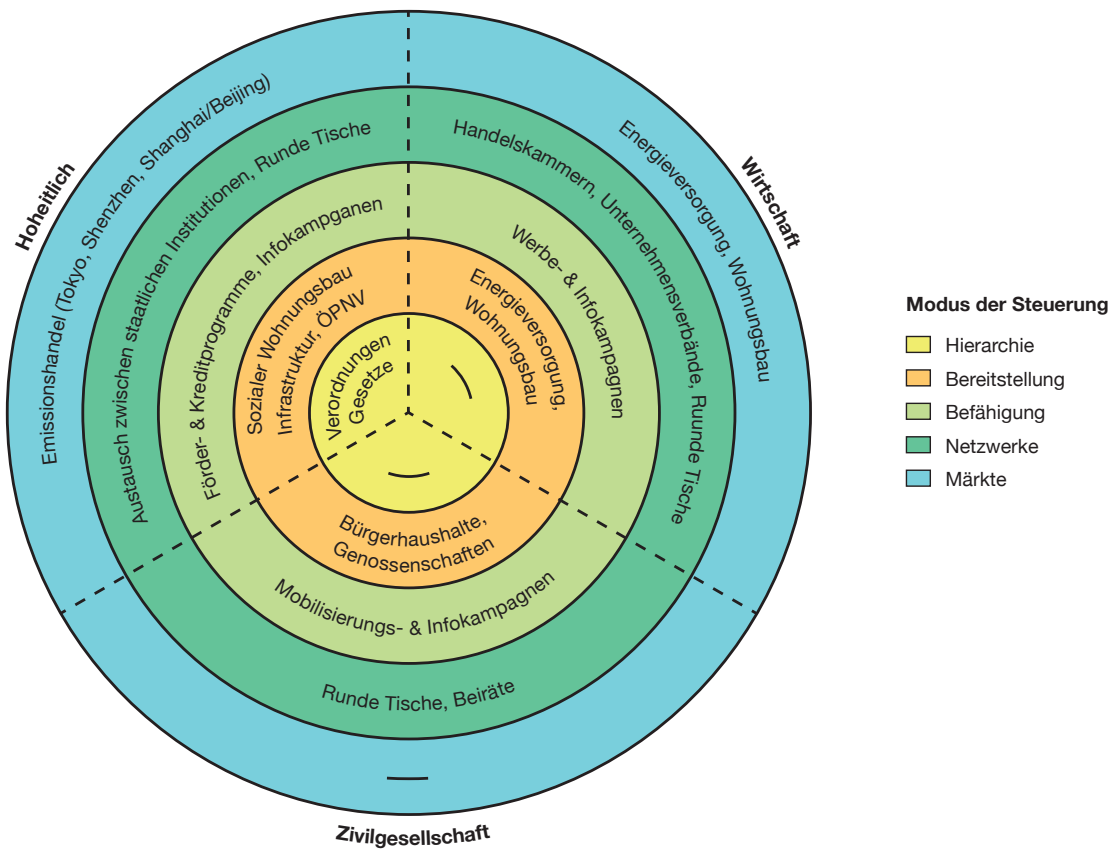 Hoheitlich
Emissionshandel (Tokyo, Shenzhen, Shanghai/Beijing)
Austausch zwischen staatlichen Institutionen, Runde Tische
Förder- & Kreditprogramme, Infokampganen
Sozialer Wohnungsbau
Infrastruktur, ÖPNV
Verordnungen
Gesetze
Wirtschaft
Energieversorgung, Wohnungsbau
Handelskammern, Unternehmensverbände, Ruunde Tische
Werbe- & Infokampagnen
Energieversorgung,
Wohnungsbau
Bürgerhaushalte,
Genossenschaften
Mobilisierungs- & Infokampagnen
Runde Tische, Beiräte
Zivilgesellschaft
Modus der Steuerung
Hierarchie
Bereitstellung
Befähigung
Netzwerke
Märkte